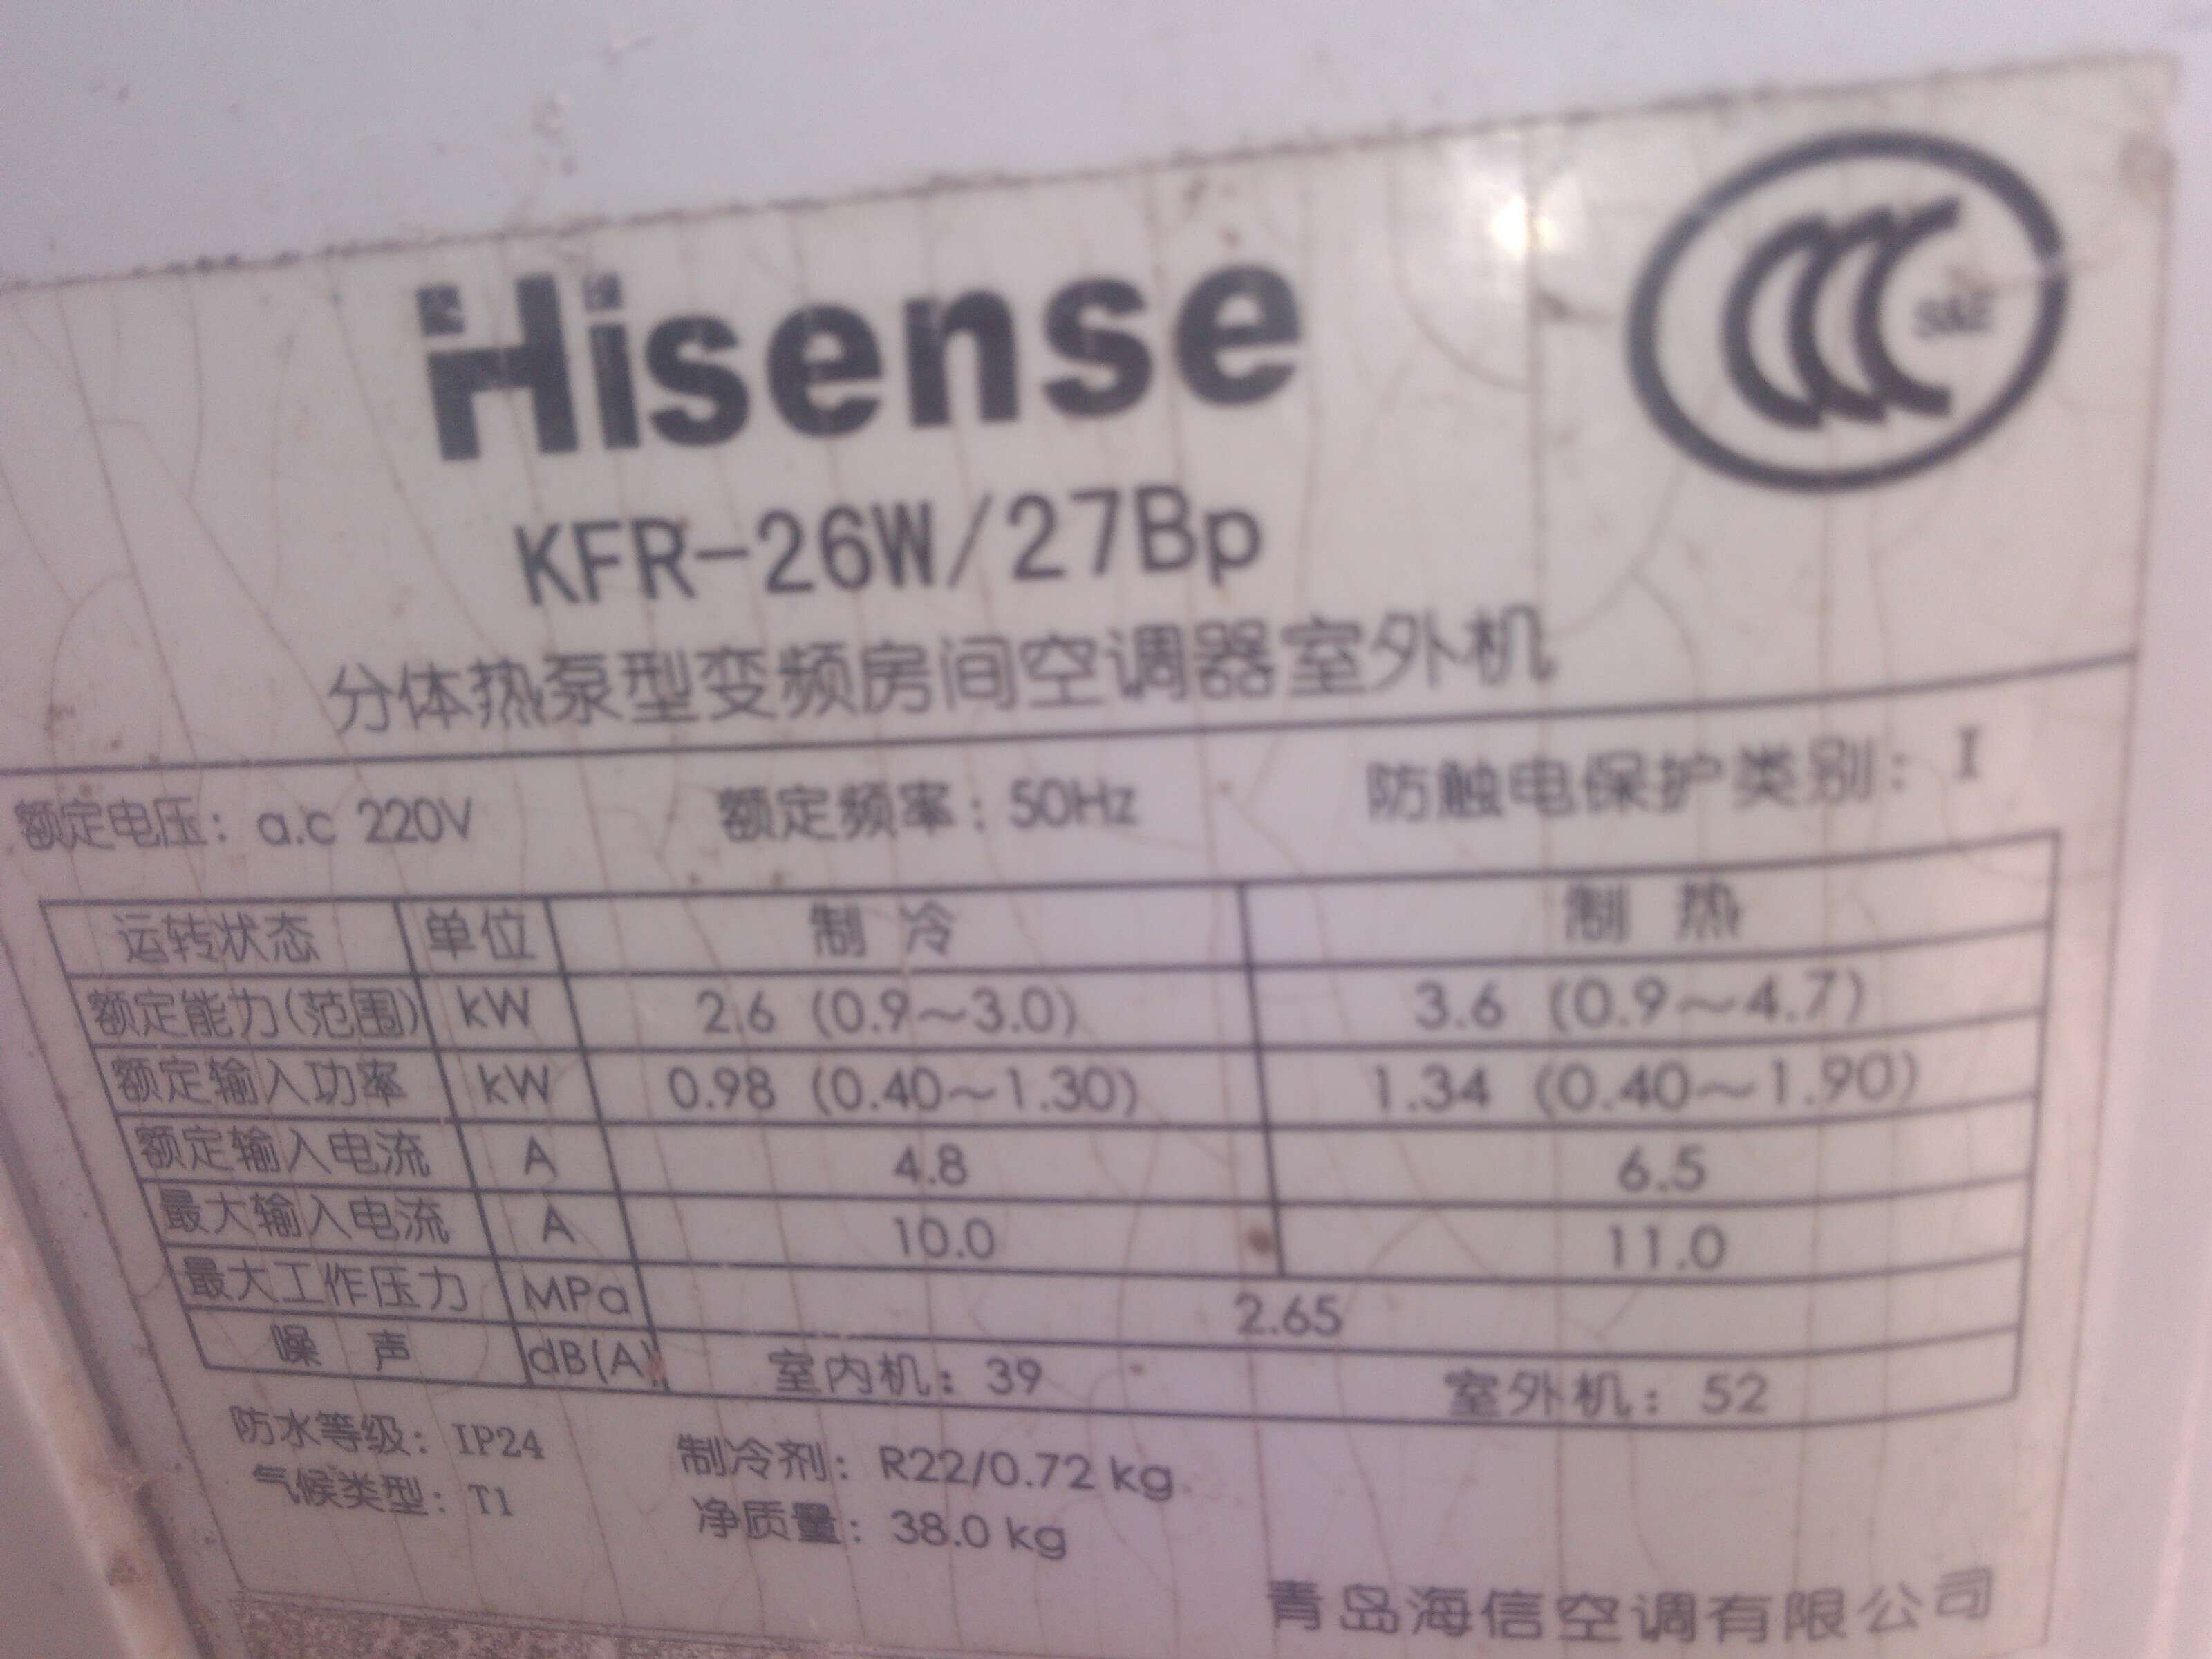 Hisense
S&E
KFR-26W/27Bp
分体热泵型变频房间空调器室外机
额定电压: a.c 220V 额定频率: 50Hz 防触电保护类别: I
运转状态 单位 制 冷 制 热
额定能力(范围) kW 2.6 (0.9~3.0) 3.6 (0.9~4.7)
额定输入功率 kW 0.98 (0.40~1.30) 1.34 (0.40~1.90)
额定输入电流 A 4.8 6.5
最大输入电流 A 10.0 11.0
最大工作压力 MPa 2.65
噪 声 dB(A) 室内机: 39 室外机: 52
防水等级: IP24 制冷剂: R22/0.72 kg
气候类型: T1 净质量: 38.0 kg
青岛海信空调有限公司